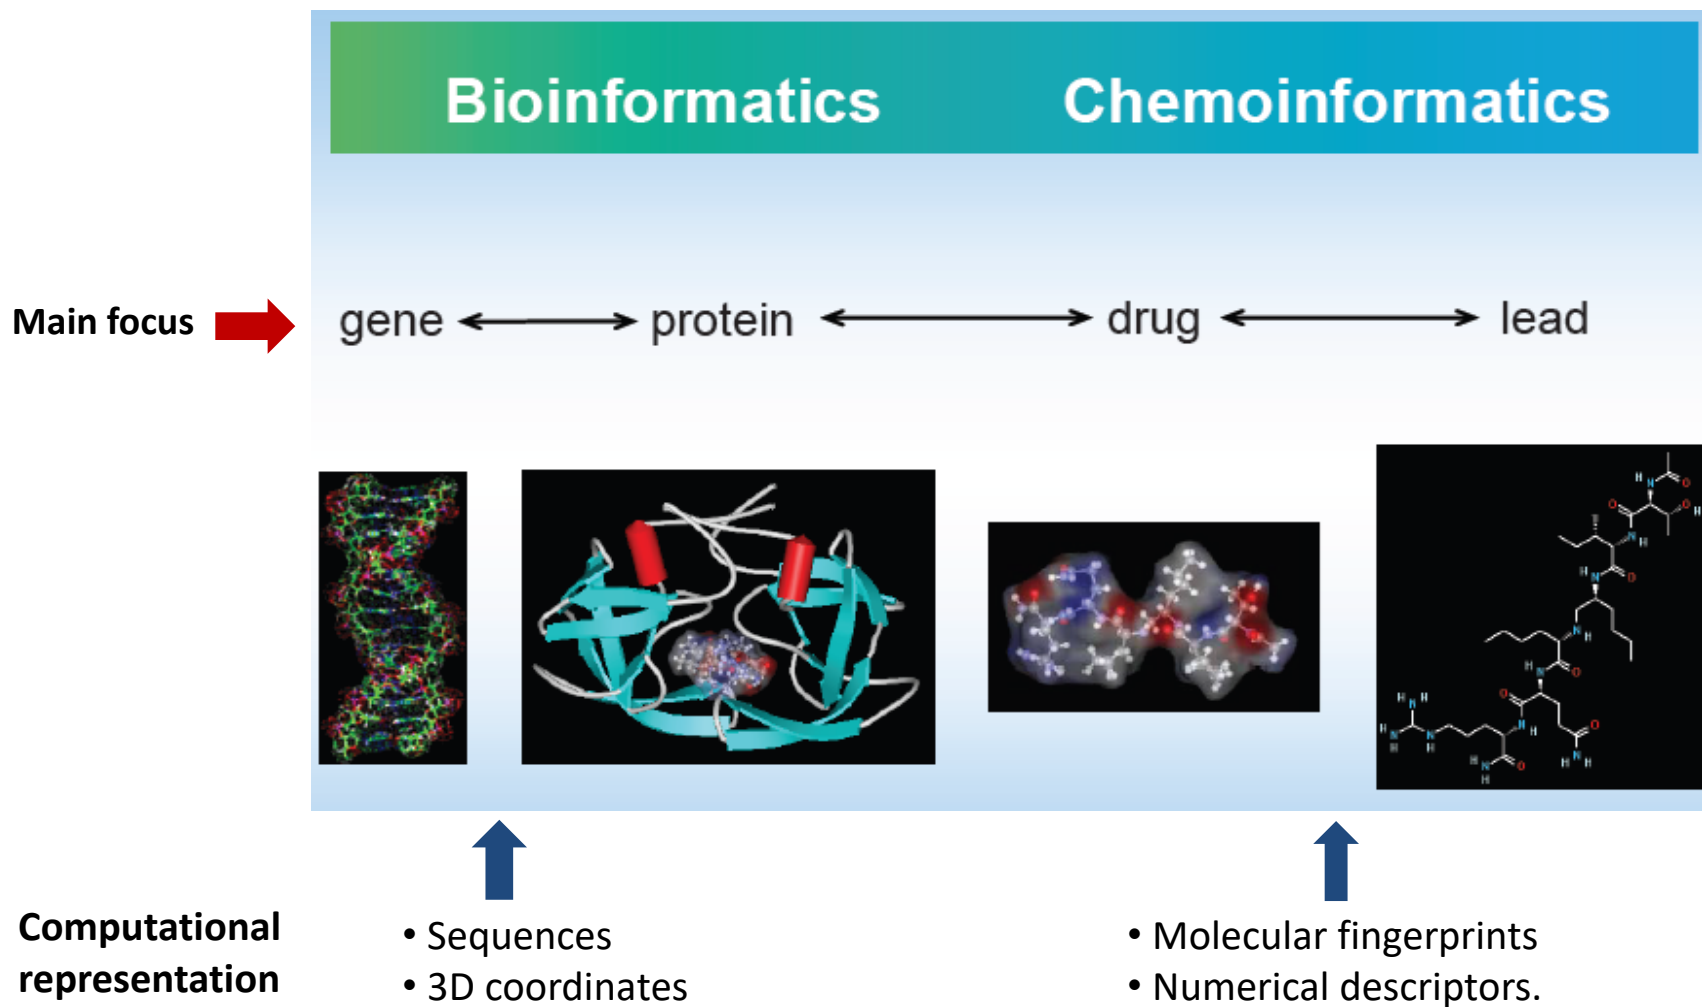 Bioinformatics Chemoinformatics
Main focus gene protein drug lead
Computational
representation
• Sequences
• 3D coordinates
• Molecular fingerprints
• Numerical descriptors.